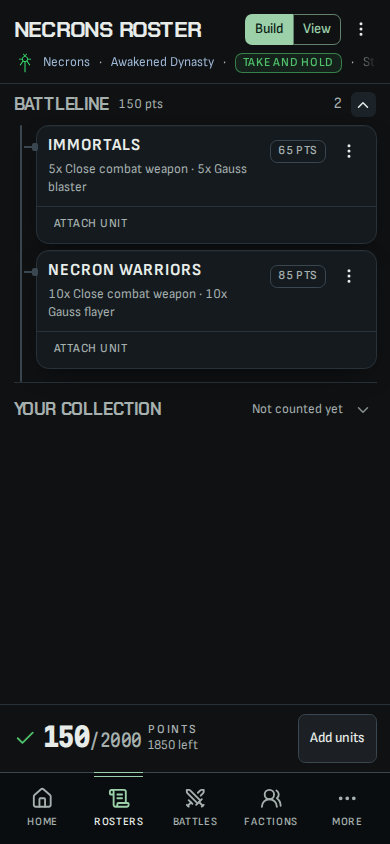 NECRONS ROSTER
Build View
Necrons · Awakened Dynasty · TAKE AND HOLD · St
BATTLELINE 150 pts 2
IMMORTALS
65 PTS
5x Close combat weapon · 5x Gauss
blaster
ATTACH UNIT
NECRON WARRIORS
85 PTS
10x Close combat weapon · 10x
Gauss flayer
ATTACH UNIT
YOUR COLLECTION Not counted yet
150/2000 POINTS
1850 left
Add units
HOME ROSTERS BATTLES FACTIONS MORE